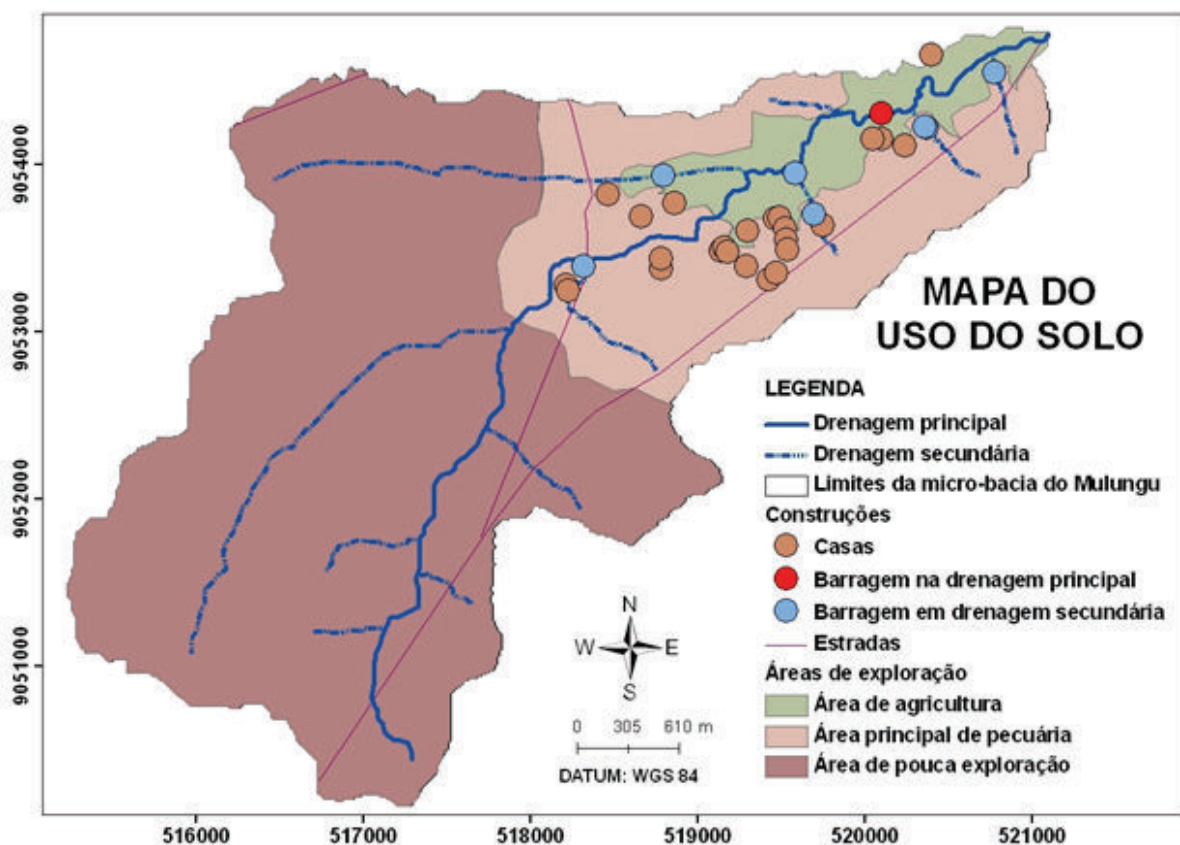 9054000
9053000
9052000
9051000
MAPA DO
USO DO SOLO
LEGENDA
Drenagem principal
Drenagem secundária
Limites da micro-bacia do Mulungu
Construções
Casas
Barragem na drenagem principal
Barragem em drenagem secundária
Estradas
Áreas de exploração
Área de agricultura
Área principal de pecuária
Área de pouca exploração
N
W E
S
0 305 610 m
DATUM: WGS 84
516000 517000 518000 519000 520000 521000